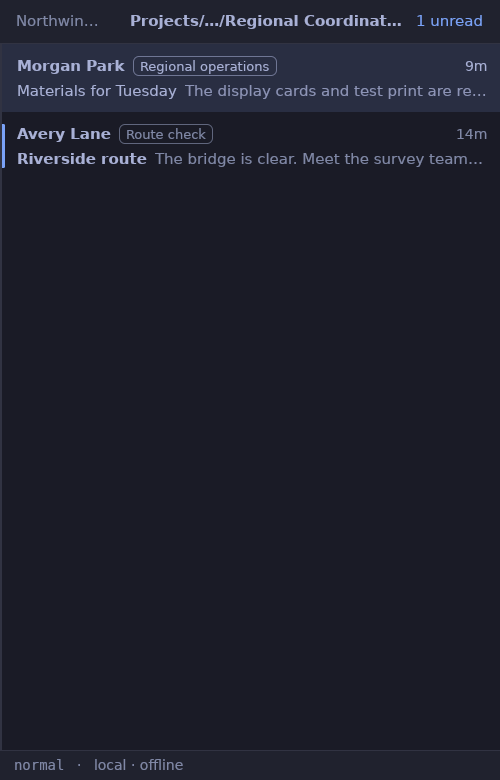 Northwin… Projects/…/Regional Coordinat… 1 unread
Morgan Park Regional operations 9m
Materials for Tuesday The display cards and test print are re…
Avery Lane Route check 14m
Riverside route The bridge is clear. Meet the survey team…
normal · local · offline